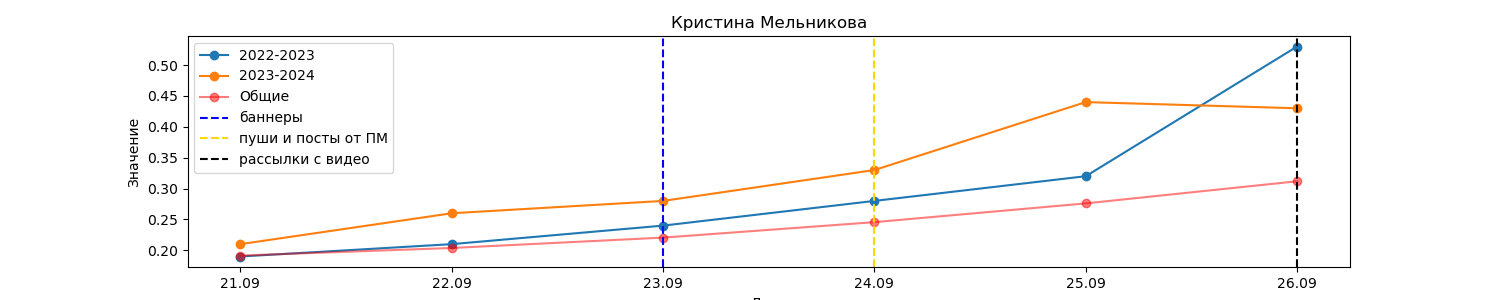 Кристина Мельникова
2022-2023
2023-2024
Общие
баннеры
пуши и посты от ПМ
рассылки с видео
Значение
0.50
0.45
0.40
0.35
0.30
0.25
0.20
21.09
22.09
23.09
24.09
25.09
26.09